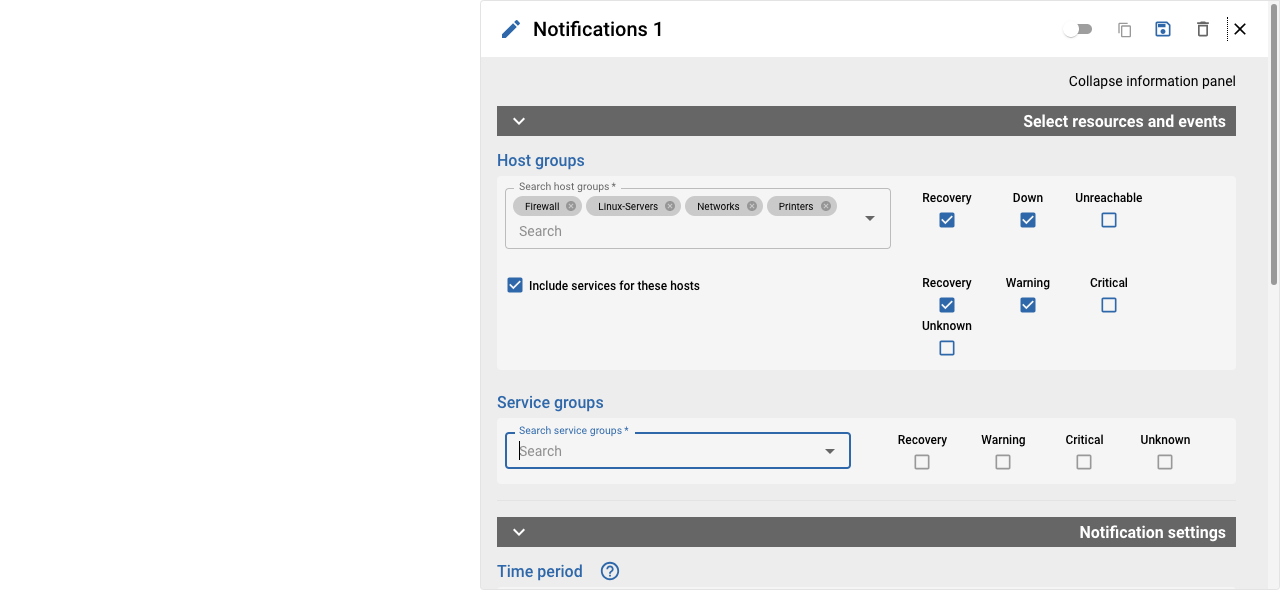 Notifications 1
Collapse information panel
Select resources and events
Host groups
Search host groups *
Firewall Linux-Servers Networks Printers
Search
Recovery Down Unreachable
Include services for these hosts
Recovery Warning Critical
Unknown
Service groups
Search service groups *
Search
Recovery Warning Critical Unknown
Notification settings
Time period